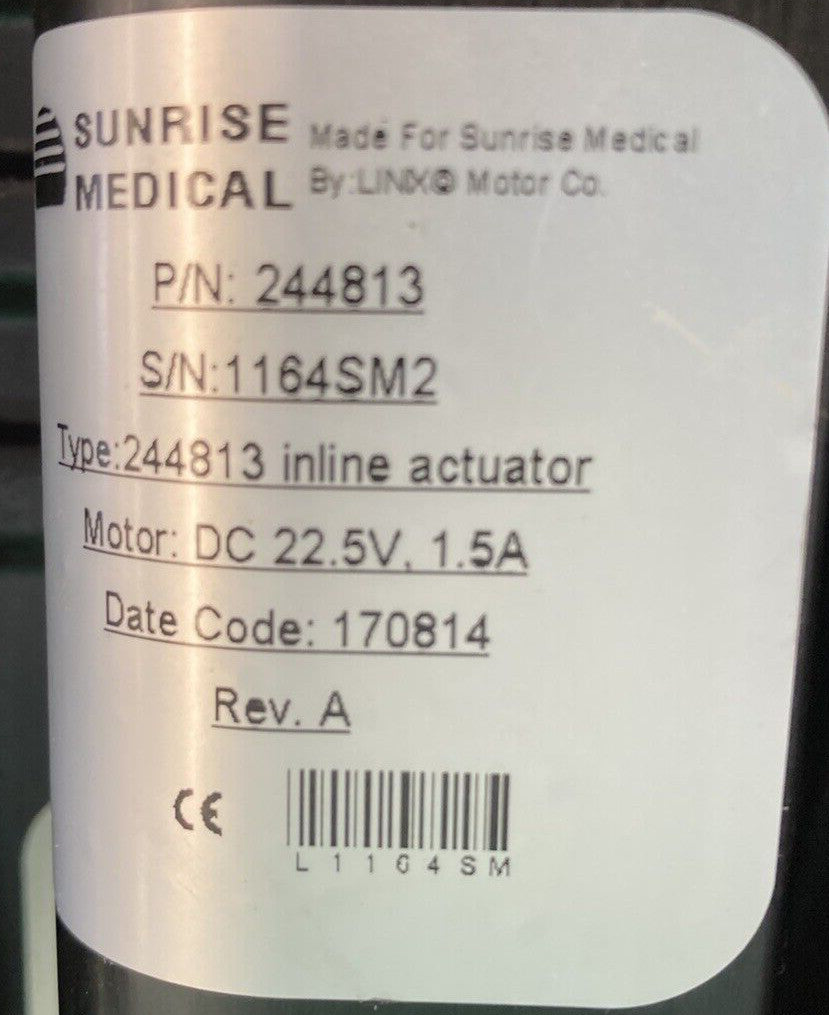 SUNRISE
MEDICAL
Made For Sunrise Medical
By:LINIX® Motor Co.
P/N: 244813
S/N:1164SM2
Type:244813 inline actuator
Motor: DC 22.5V, 1.5A
Date Code: 170814
Rev. A
CE
L1164SM